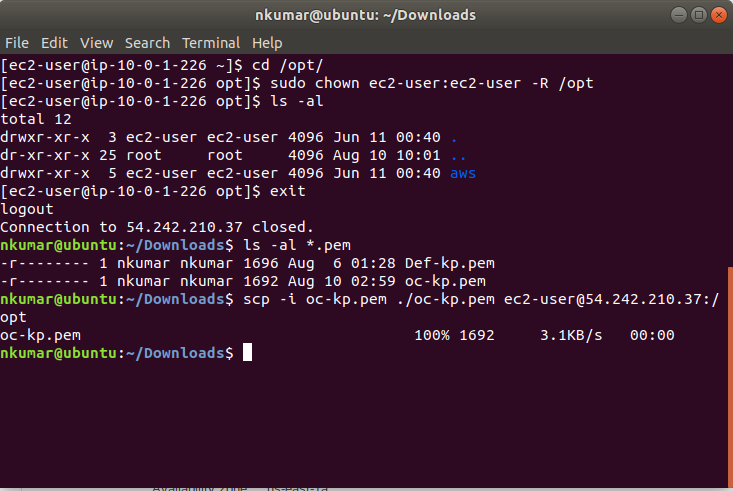 nkumar@ubuntu: ~/Downloads
File Edit View Search Terminal Help
[ec2-user@ip-10-0-1-226 ~]$ cd /opt/
[ec2-user@ip-10-0-1-226 opt]$ sudo chown ec2-user:ec2-user -R /opt
[ec2-user@ip-10-0-1-226 opt]$ ls -al
total 12
drwxr-xr-x  3 ec2-user ec2-user 4096 Jun 11 00:40 .
dr-xr-xr-x 25 root     root     4096 Aug 10 10:01 ..
drwxr-xr-x  5 ec2-user ec2-user 4096 Jun 11 00:40 aws
[ec2-user@ip-10-0-1-226 opt]$ exit
logout
Connection to 54.242.210.37 closed.
nkumar@ubuntu:~/Downloads$ ls -al *.pem
-r-------- 1 nkumar nkumar 1696 Aug  6 01:28 Def-kp.pem
-r-------- 1 nkumar nkumar 1692 Aug 10 02:59 oc-kp.pem
nkumar@ubuntu:~/Downloads$ scp -i oc-kp.pem ./oc-kp.pem ec2-user@54.242.210.37:/
opt
oc-kp.pem                                     100% 1692     3.1KB/s   00:00
nkumar@ubuntu:~/Downloads$